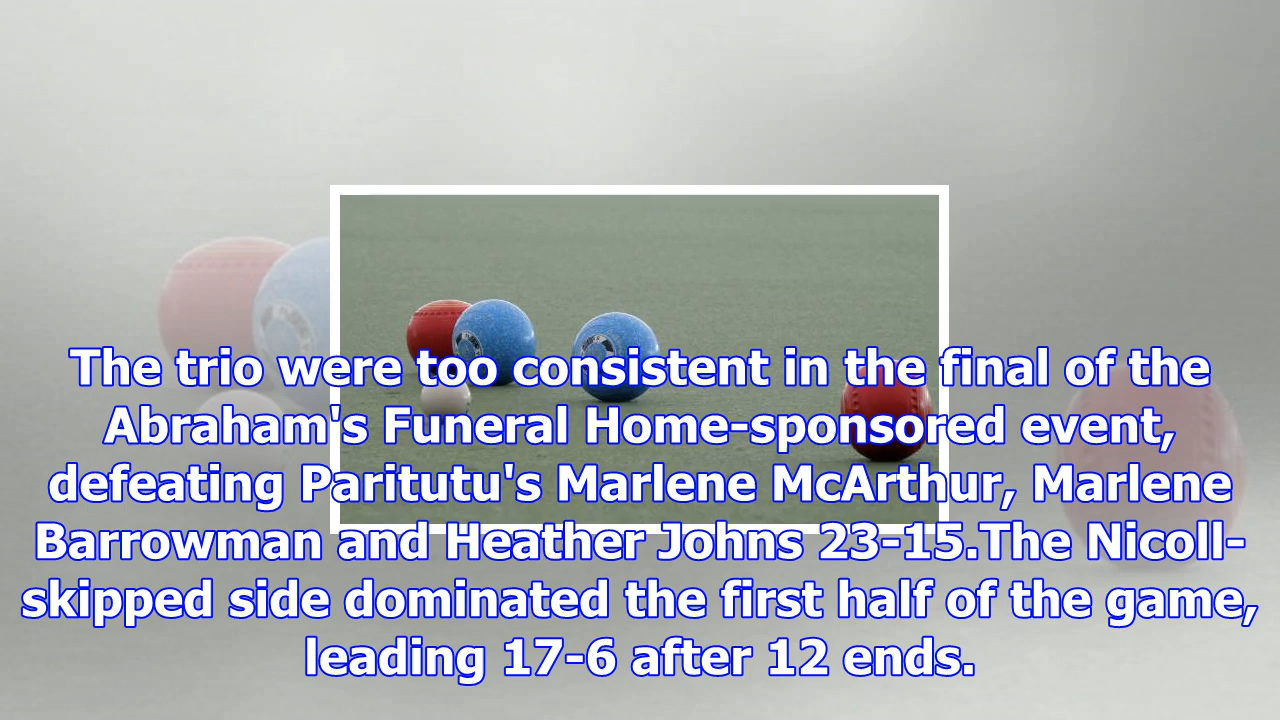 The trio were too consistent in the final of the
Abraham's Funeral Home-sponsored event,
defeating Paritutu's Marlene McArthur, Marlene
Barrowman and Heather Johns 23-15.The Nicoll-
skipped side dominated the first half of the game,
leading 17-6 after 12 ends.